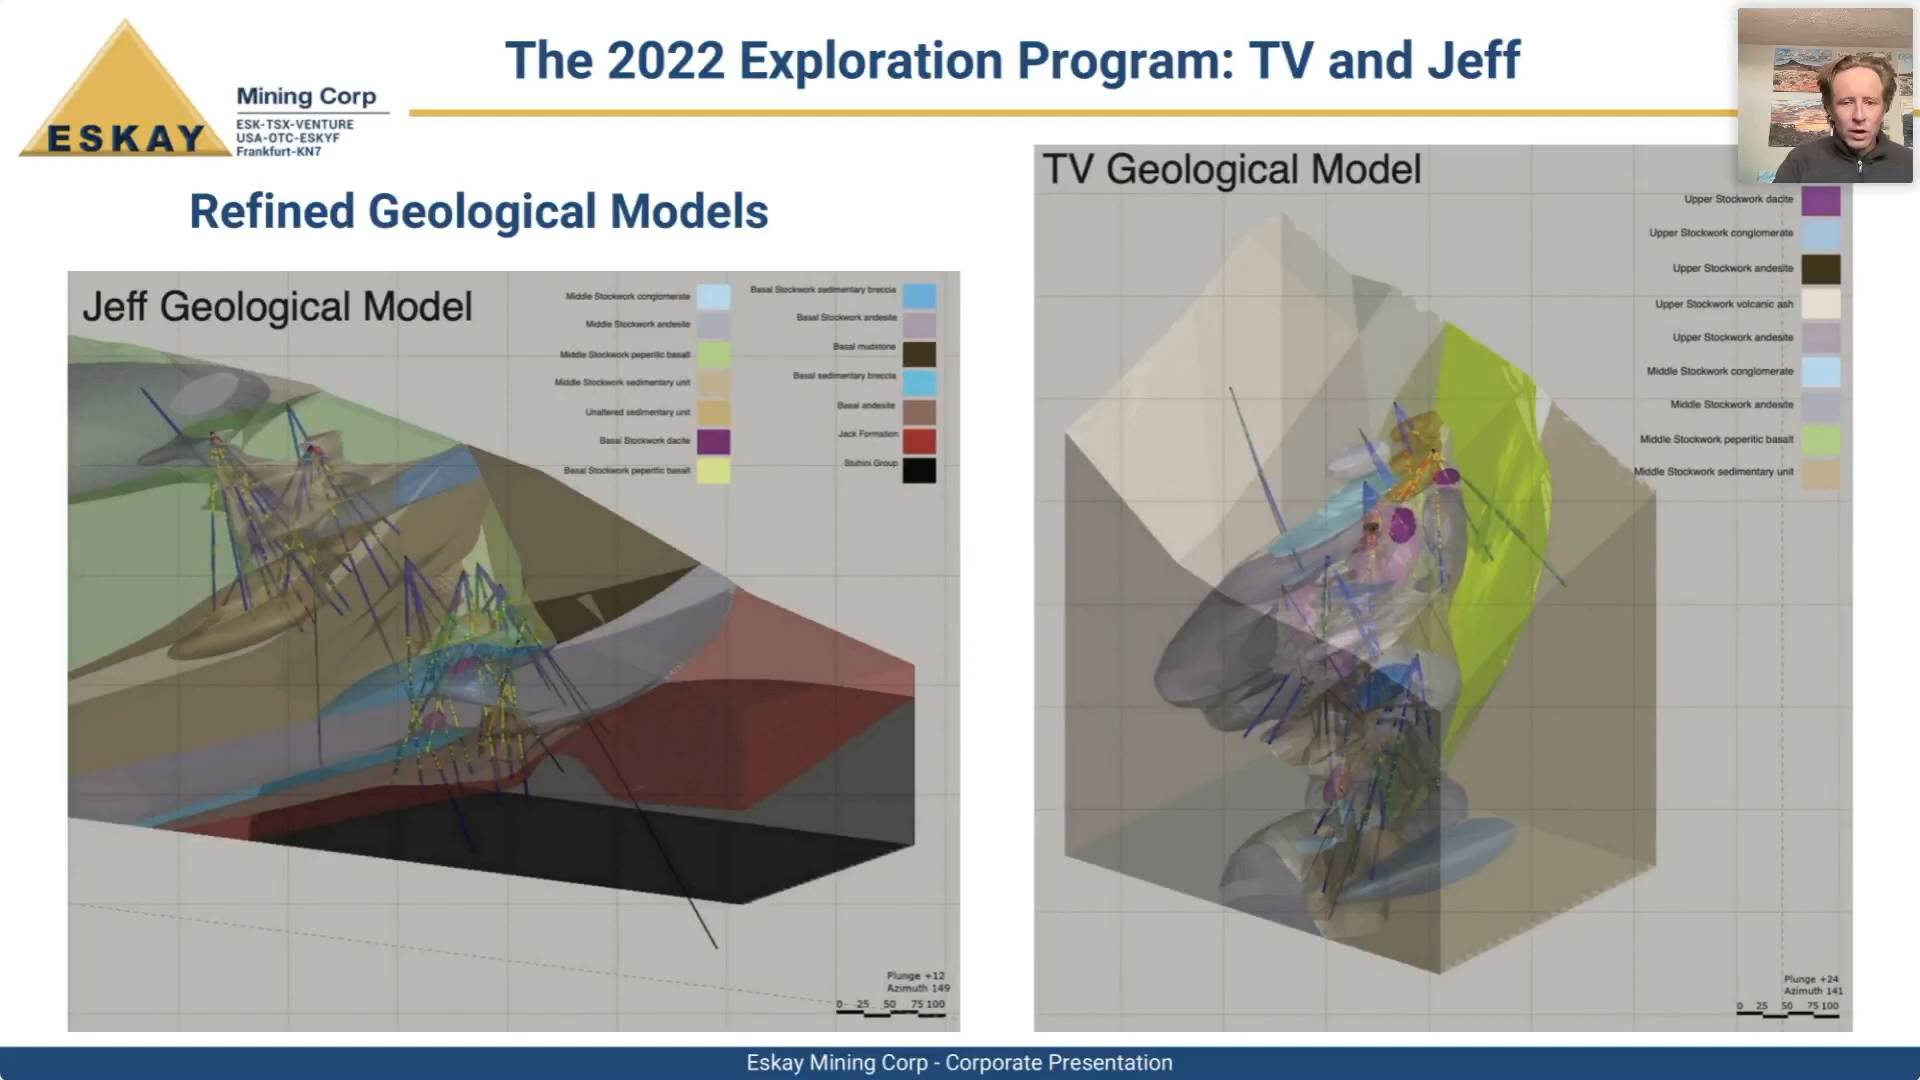 The 2022 Exploration Program: TV and Jeff
ESKAY
Mining Corp
ESK-TSX-VENTURE
USA-OTC-ESKYF
Frankfurt-KN7
Refined Geological Models
Jeff Geological Model
Middle Stockwork conglomerate
Middle Stockwork andesite
Middle Stockwork peperitic basalt
Middle Stockwork sedimentary unit
Unaltered sedimentary unit
Basal Stockwork dacite
Basal Stockwork peperitic basalt
Basal Stockwork sedimentary breccia
Basal Stockwork andesite
Basal mudstone
Basal sedimentary breccia
Basal andesite
Jack Formation
Stuhini Group
Plunge +12
Azimuth 149
0 25 50 75 100
TV Geological Model
Upper Stockwork dacite
Upper Stockwork conglomerate
Upper Stockwork andesite
Upper Stockwork volcanic ash
Upper Stockwork andesite
Middle Stockwork conglomerate
Middle Stockwork andesite
Middle Stockwork peperitic basalt
Middle Stockwork sedimentary unit
Plunge +24
Azimuth 141
0 25 50 75 100
Eskay Mining Corp - Corporate Presentation